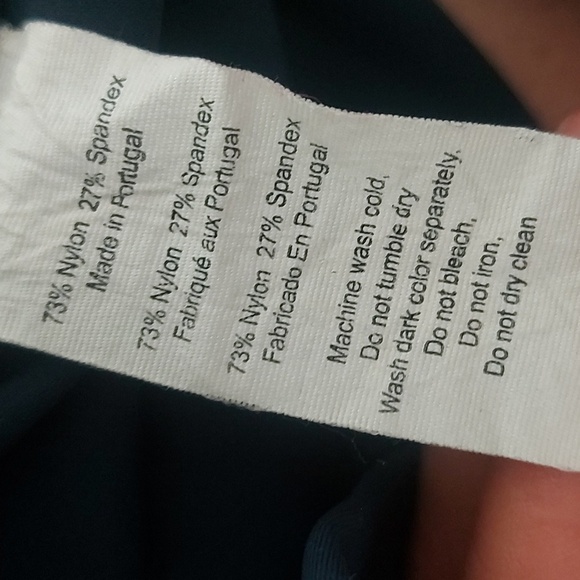 73% Nylon 27% Spandex
Made in Portugal
73% Nylon 27% Spandex
Fabriqué aux Portugal
73% Nylon 27% Spandex
Fabricado En Portugal
Machine wash cold,
Do not tumble dry
Wash dark color separately,
Do not bleach,
Do not iron,
Do not dry clean